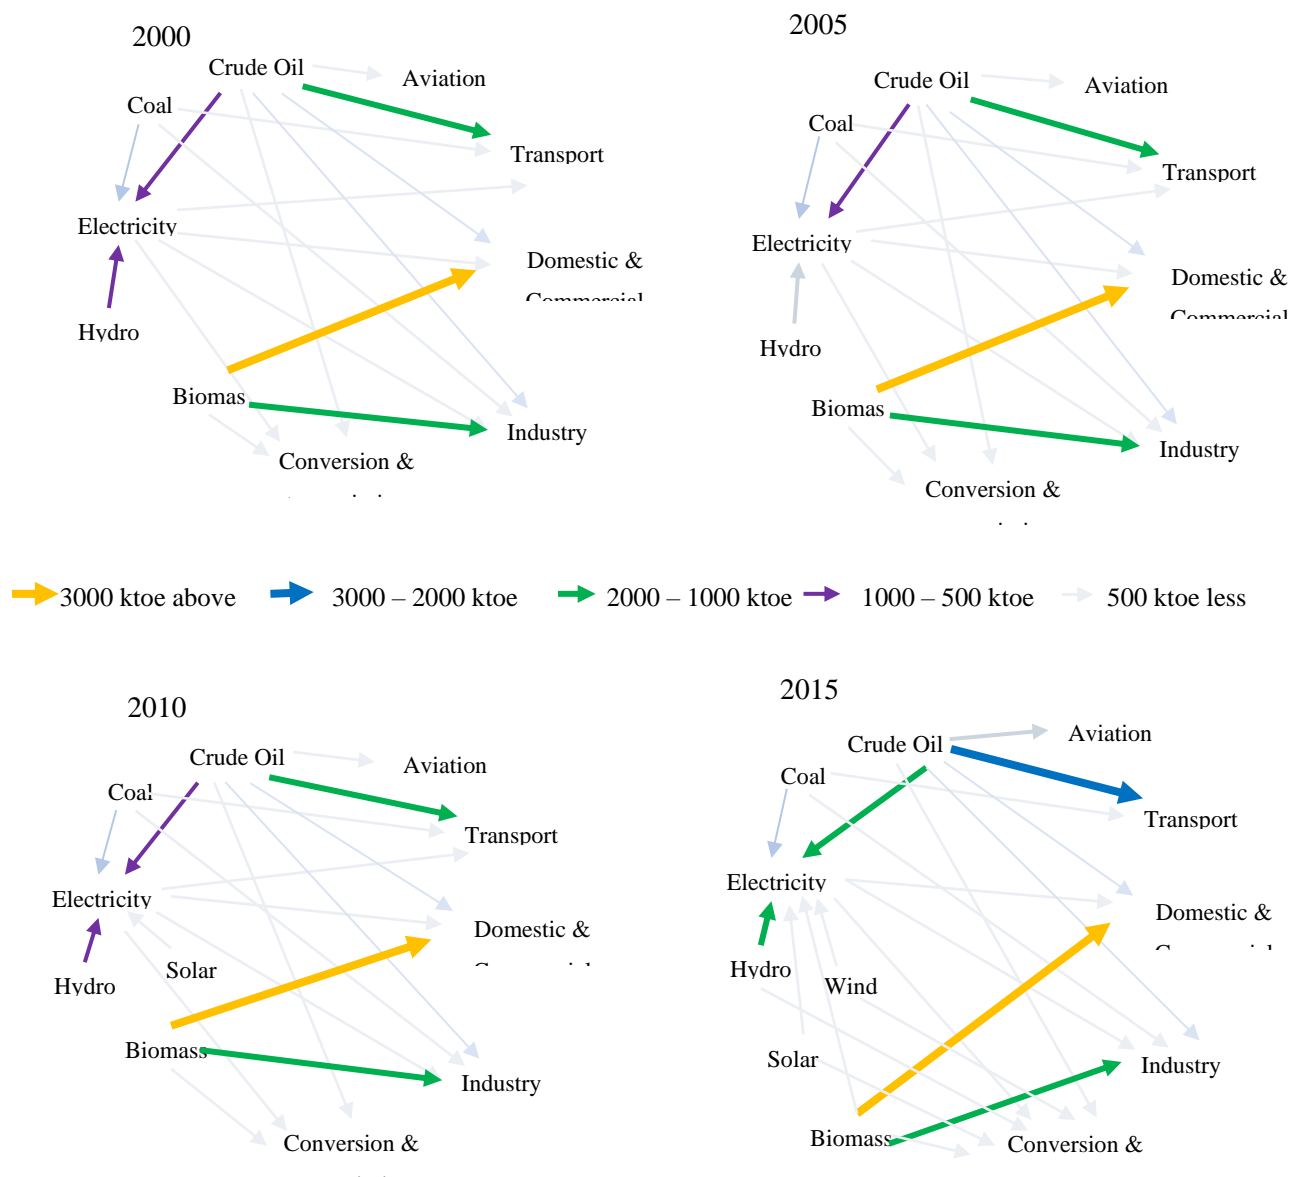 2000
Crude Oil
Aviation
Coal
Transport
Electricity
Domestic &
Commercial
Hydro
Biomas
Industry
Conversion &
2005
Crude Oil
Aviation
Coal
Transport
Electricity
Domestic &
Commercial
Hydro
Biomas
Industry
Conversion &
3000 ktoe above
3000 – 2000 ktoe
2000 – 1000 ktoe
1000 – 500 ktoe
500 ktoe less
2010
Crude Oil
Aviation
Coal
Transport
Electricity
Domestic &
Solar
Hydro
Biomass
Industry
Conversion &
2015
Crude Oil
Aviation
Coal
Transport
Electricity
Domestic &
Hydro
Wind
Solar
Industry
Biomass
Conversion &